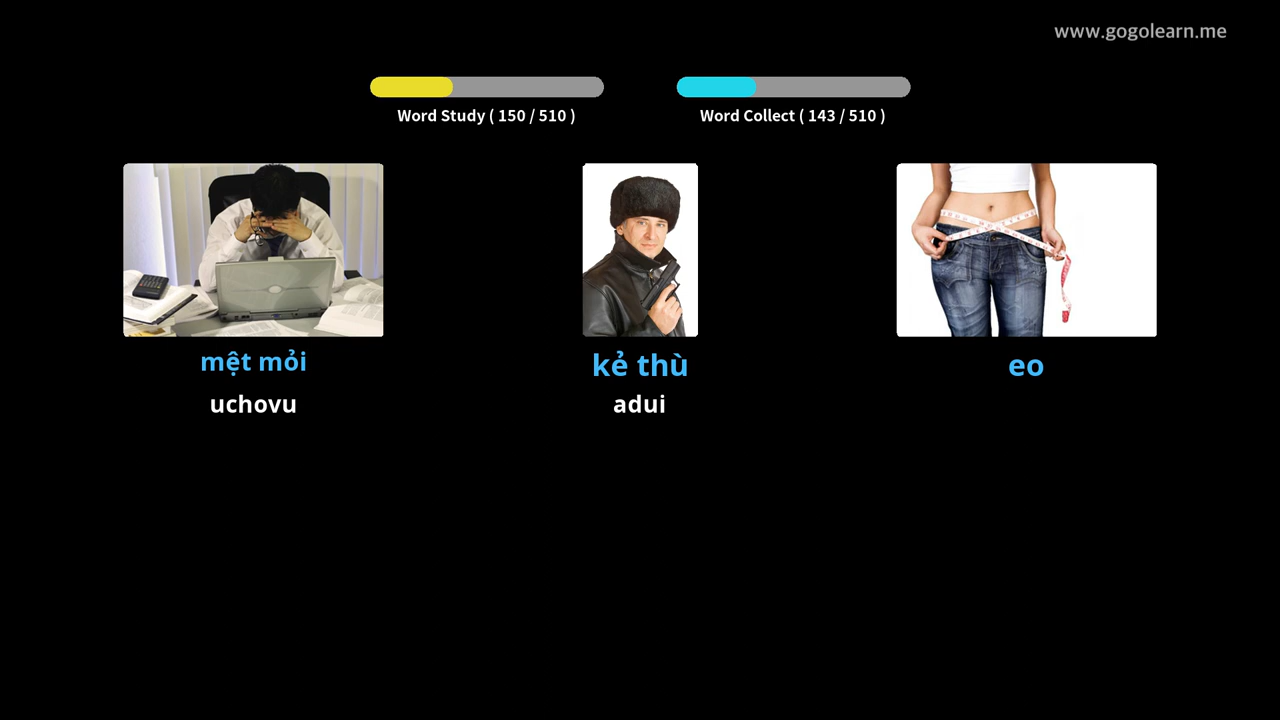 www.gogolearn.me
Word Study ( 150 / 510 )
Word Collect ( 143 / 510 )
mệt mỏi
kẻ thù
eo
uchovu
adui